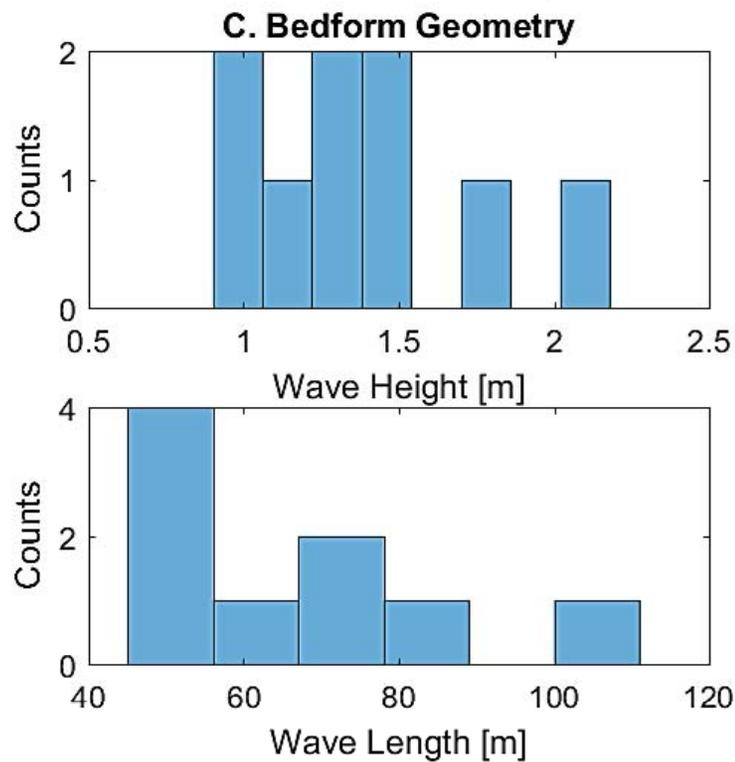 C. Bedform Geometry
2
1
0
Counts
0.5 1 1.5 2 2.5
Wave Height [m]
4
2
0
Counts
40 60 80 100 120
Wave Length [m]